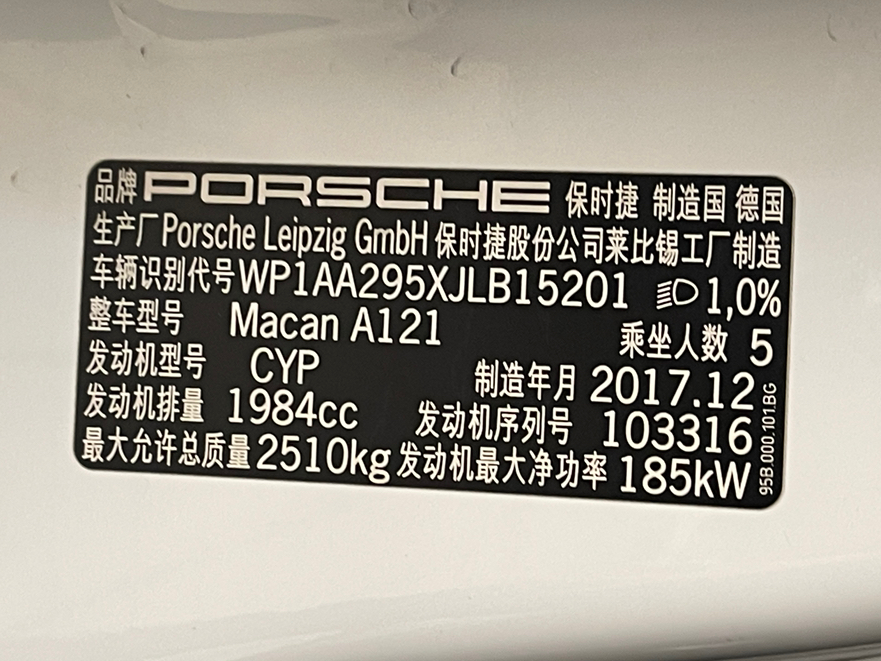 品牌 PORSCHE 保时捷 制造国 德国
生产厂 Porsche Leipzig GmbH 保时捷股份公司莱比锡工厂制造
车辆识别代号 WP1AA295XJLB15201 1,0%
整车型号 Macan A121 乘坐人数 5
发动机型号 CYP 制造年月 2017.12
发动机排量 1984cc 发动机序列号 103316
最大允许总质量 2510kg 发动机最大净功率 185kW
95B.000.101.BG